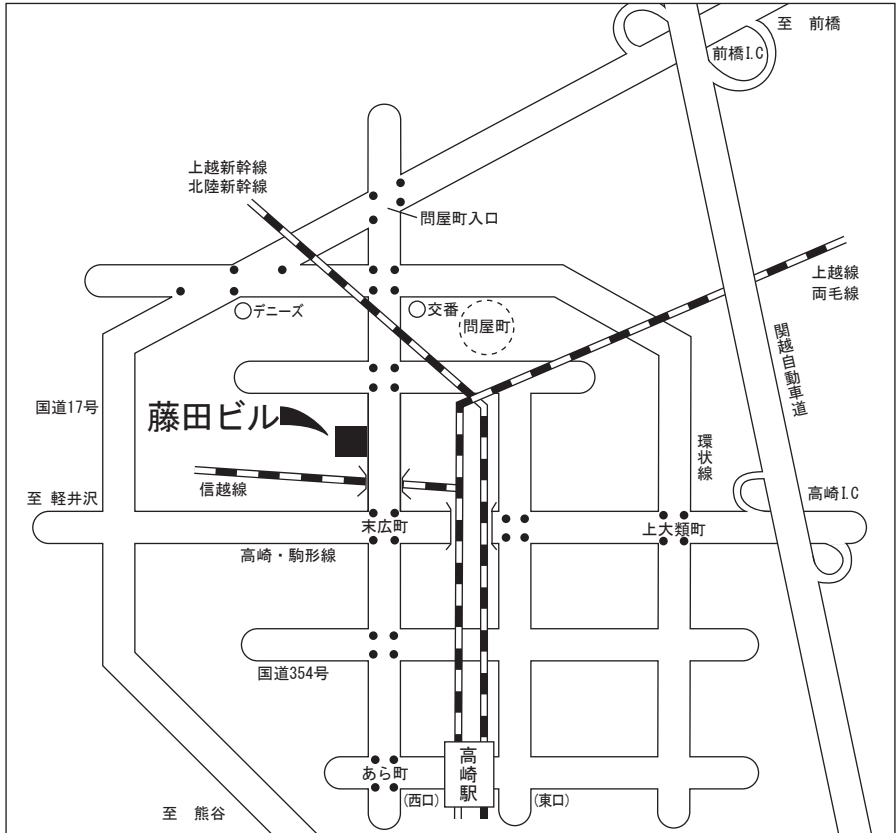 至　前橋
前橋I.C
上越新幹線
北陸新幹線
問屋町入口
上越線
両毛線
デニーズ
交番
問屋町
関越自動車道
国道17号
藤田ビル
環状線
信越線
至 軽井沢
高崎I.C
末広町
上大類町
高崎・駒形線
国道354号
高崎駅
あら町
(西口)
(東口)
至　熊谷